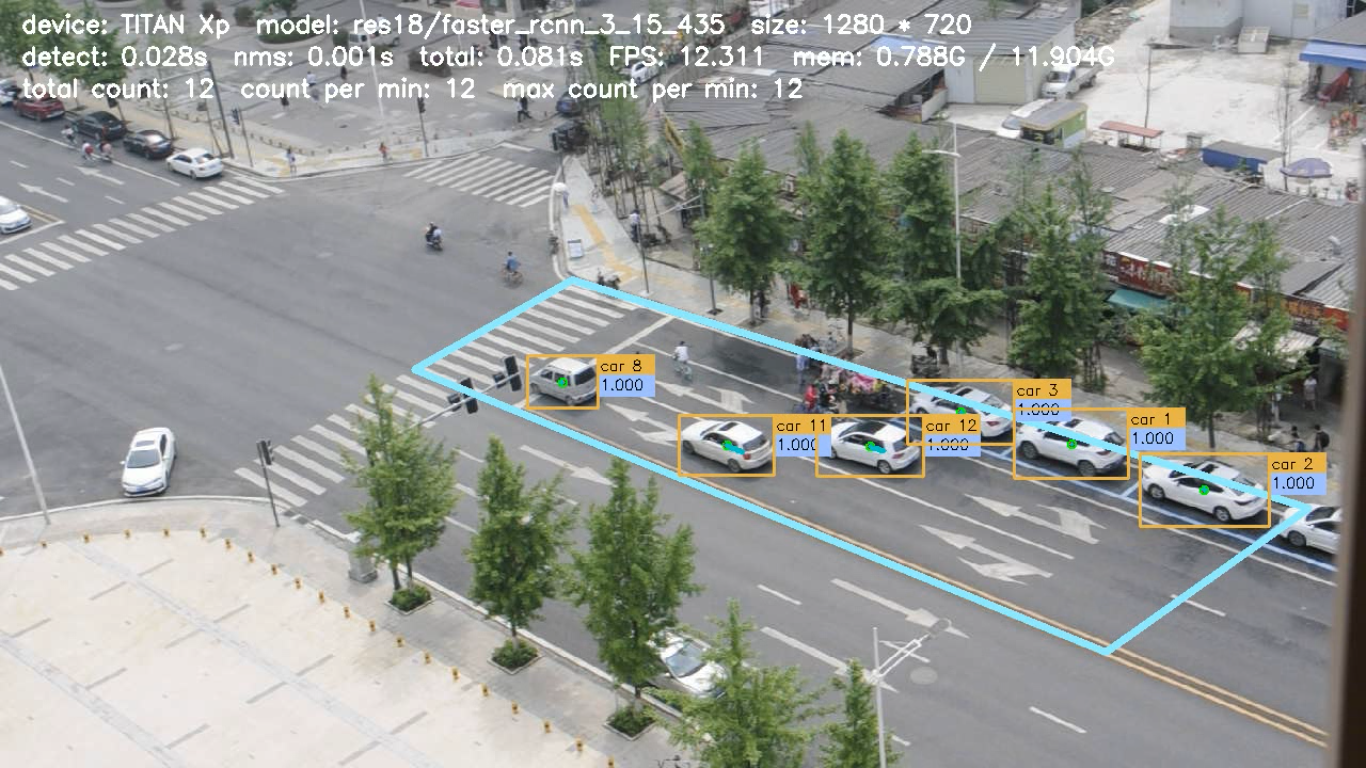 device: TITAN Xp model: res18/faster_rcnn_3_15_435 size: 1280 * 720
detect: 0.028s nms: 0.001s total: 0.081s FPS: 12.311 mem: 0.788G / 11.904G
total count: 12 count per min: 12 max count per min: 12
car 8
1.000
car 3
1.000
car 11
1.000
car 12
1.000
car 1
1.000
car 2
1.000